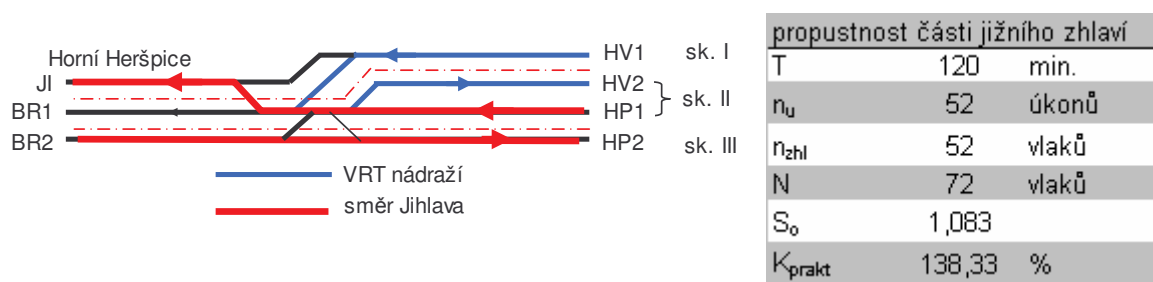 Horní Heršpice
JI
BR1
BR2
HV1
HV2
HP1
HP2
sk. I
sk. II
sk. III
VRT nádraží
směr Jihlava
propustnost části jižního zhlaví
T 120 min.
nu 52 úkonů
nzhl 52 vlaků
N 72 vlaků
So 1,083
Kprakt 138,33 %